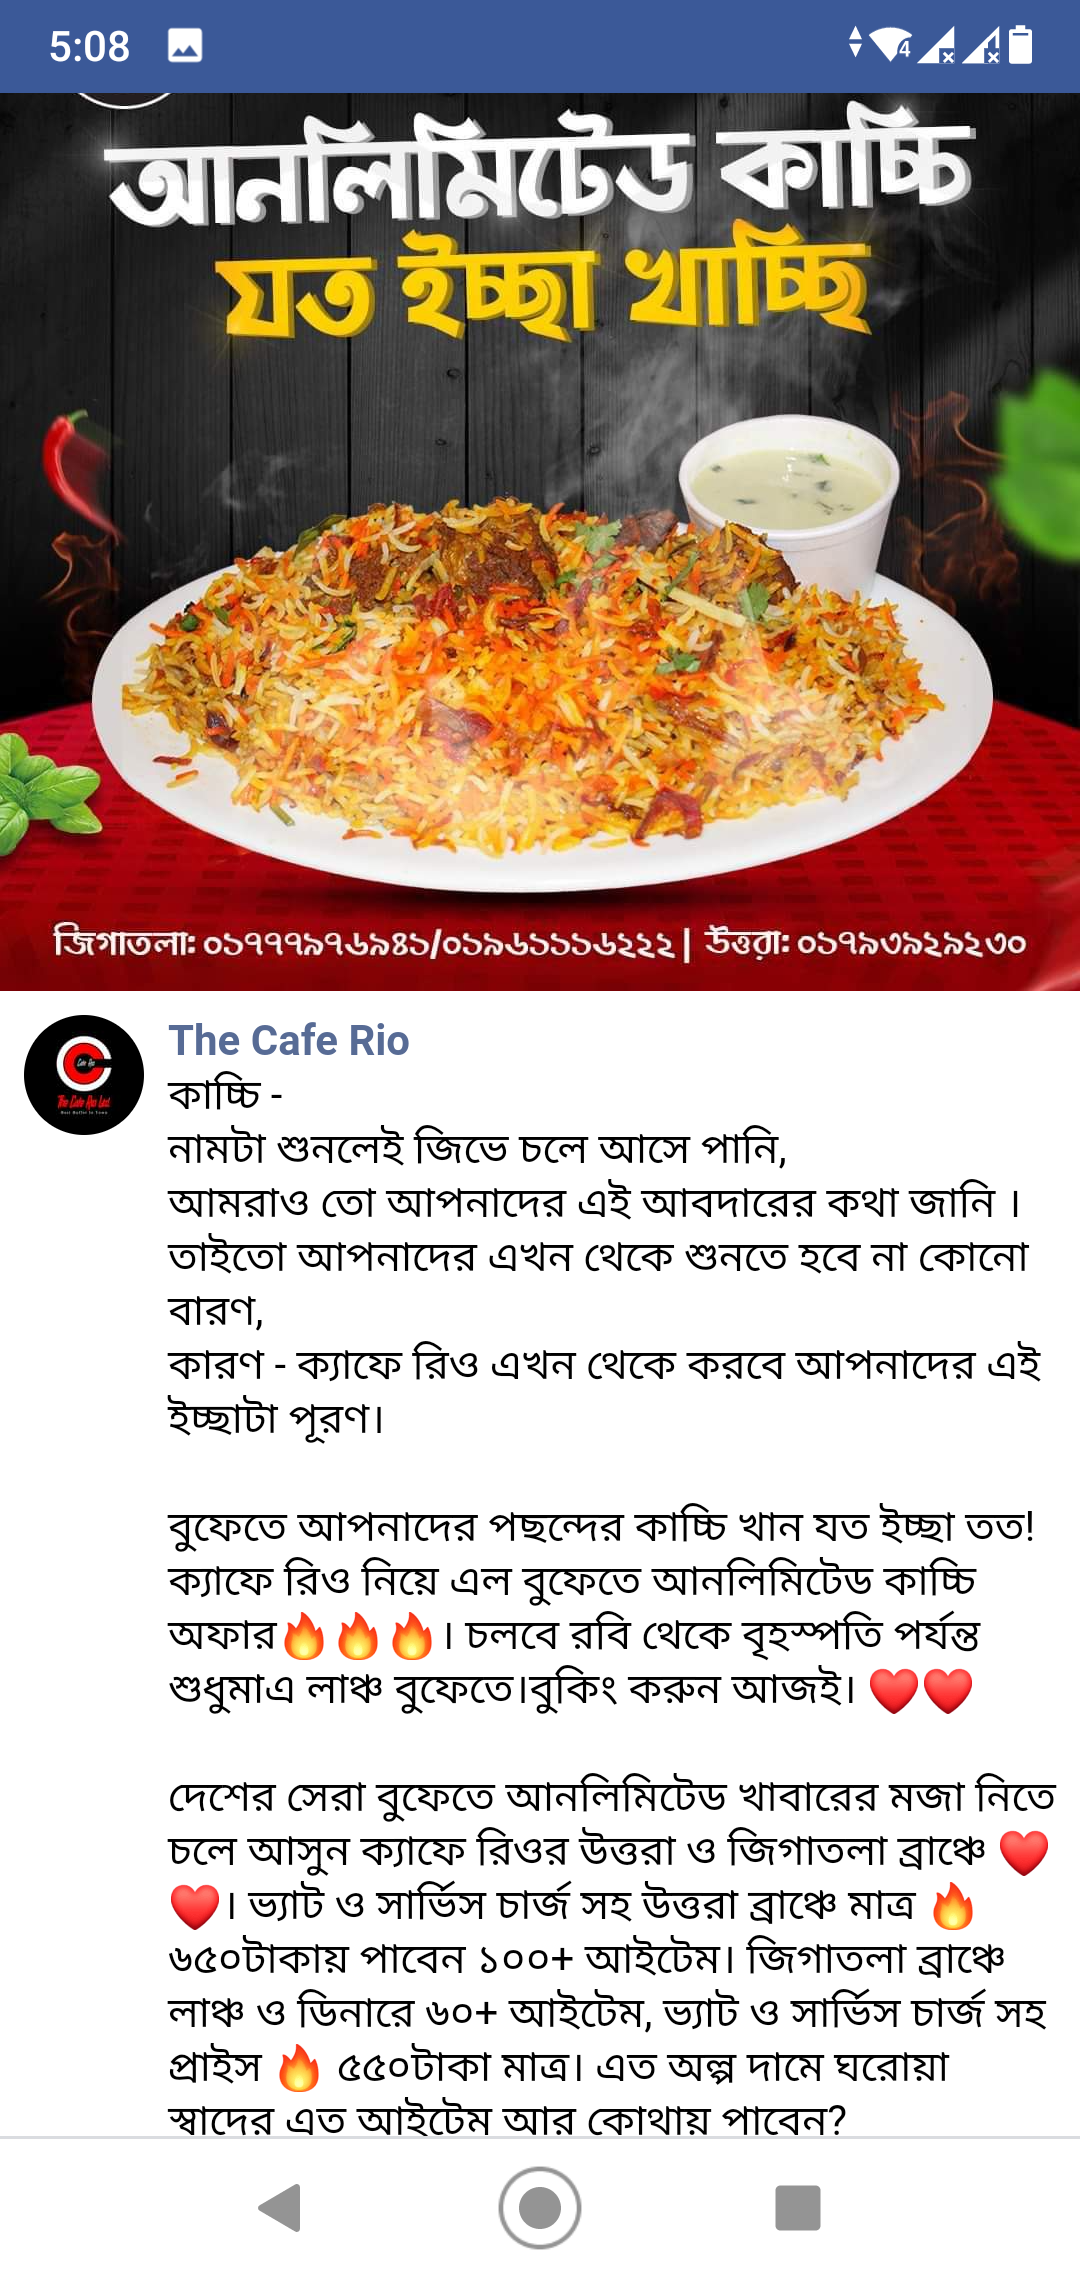 5:08
4
আনলিমিটেড কাচ্চি
যত ইচ্ছা খাচ্ছি
জিগাতলা: ০১৭৭৭৯৭৬৯৪১/০১৯৬১১১৬২২২ | উত্তরা: ০১৭৯৩৯২৯২৩০
The Cafe Rio
কাচ্চি -
নামটা শুনলেই জিভে চলে আসে পানি,
আমরাও তো আপনাদের এই আবদারের কথা জানি ।
তাইতো আপনাদের এখন থেকে শুনতে হবে না কোনো
বারণ,
কারণ - ক্যাফে রিও এখন থেকে করবে আপনাদের এই
ইচ্ছাটা পূরণ।
বুফেতে আপনাদের পছন্দের কাচ্চি খান যত ইচ্ছা তত!
ক্যাফে রিও নিয়ে এল বুফেতে আনলিমিটেড কাচ্চি
অফার🔥🔥🔥। চলবে রবি থেকে বৃহস্পতি পর্যন্ত
শুধুমাএ লাঞ্চ বুফেতে।বুকিং করুন আজই। ❤️❤️
দেশের সেরা বুফেতে আনলিমিটেড খাবারের মজা নিতে
চলে আসুন ক্যাফে রিওর উত্তরা ও জিগাতলা ব্রাঞ্চে ❤️
❤️। ভ্যাট ও সার্ভিস চার্জ সহ উত্তরা ব্রাঞ্চে মাত্র 🔥
৬৫০টাকায় পাবেন ১০০+ আইটেম। জিগাতলা ব্রাঞ্চে
লাঞ্চ ও ডিনারে ৬০+ আইটেম, ভ্যাট ও সার্ভিস চার্জ সহ
প্রাইস 🔥 ৫৫০টাকা মাত্র। এত অল্প দামে ঘরোয়া
স্বাদের এত আইটেম আর কোথায় পাবেন?